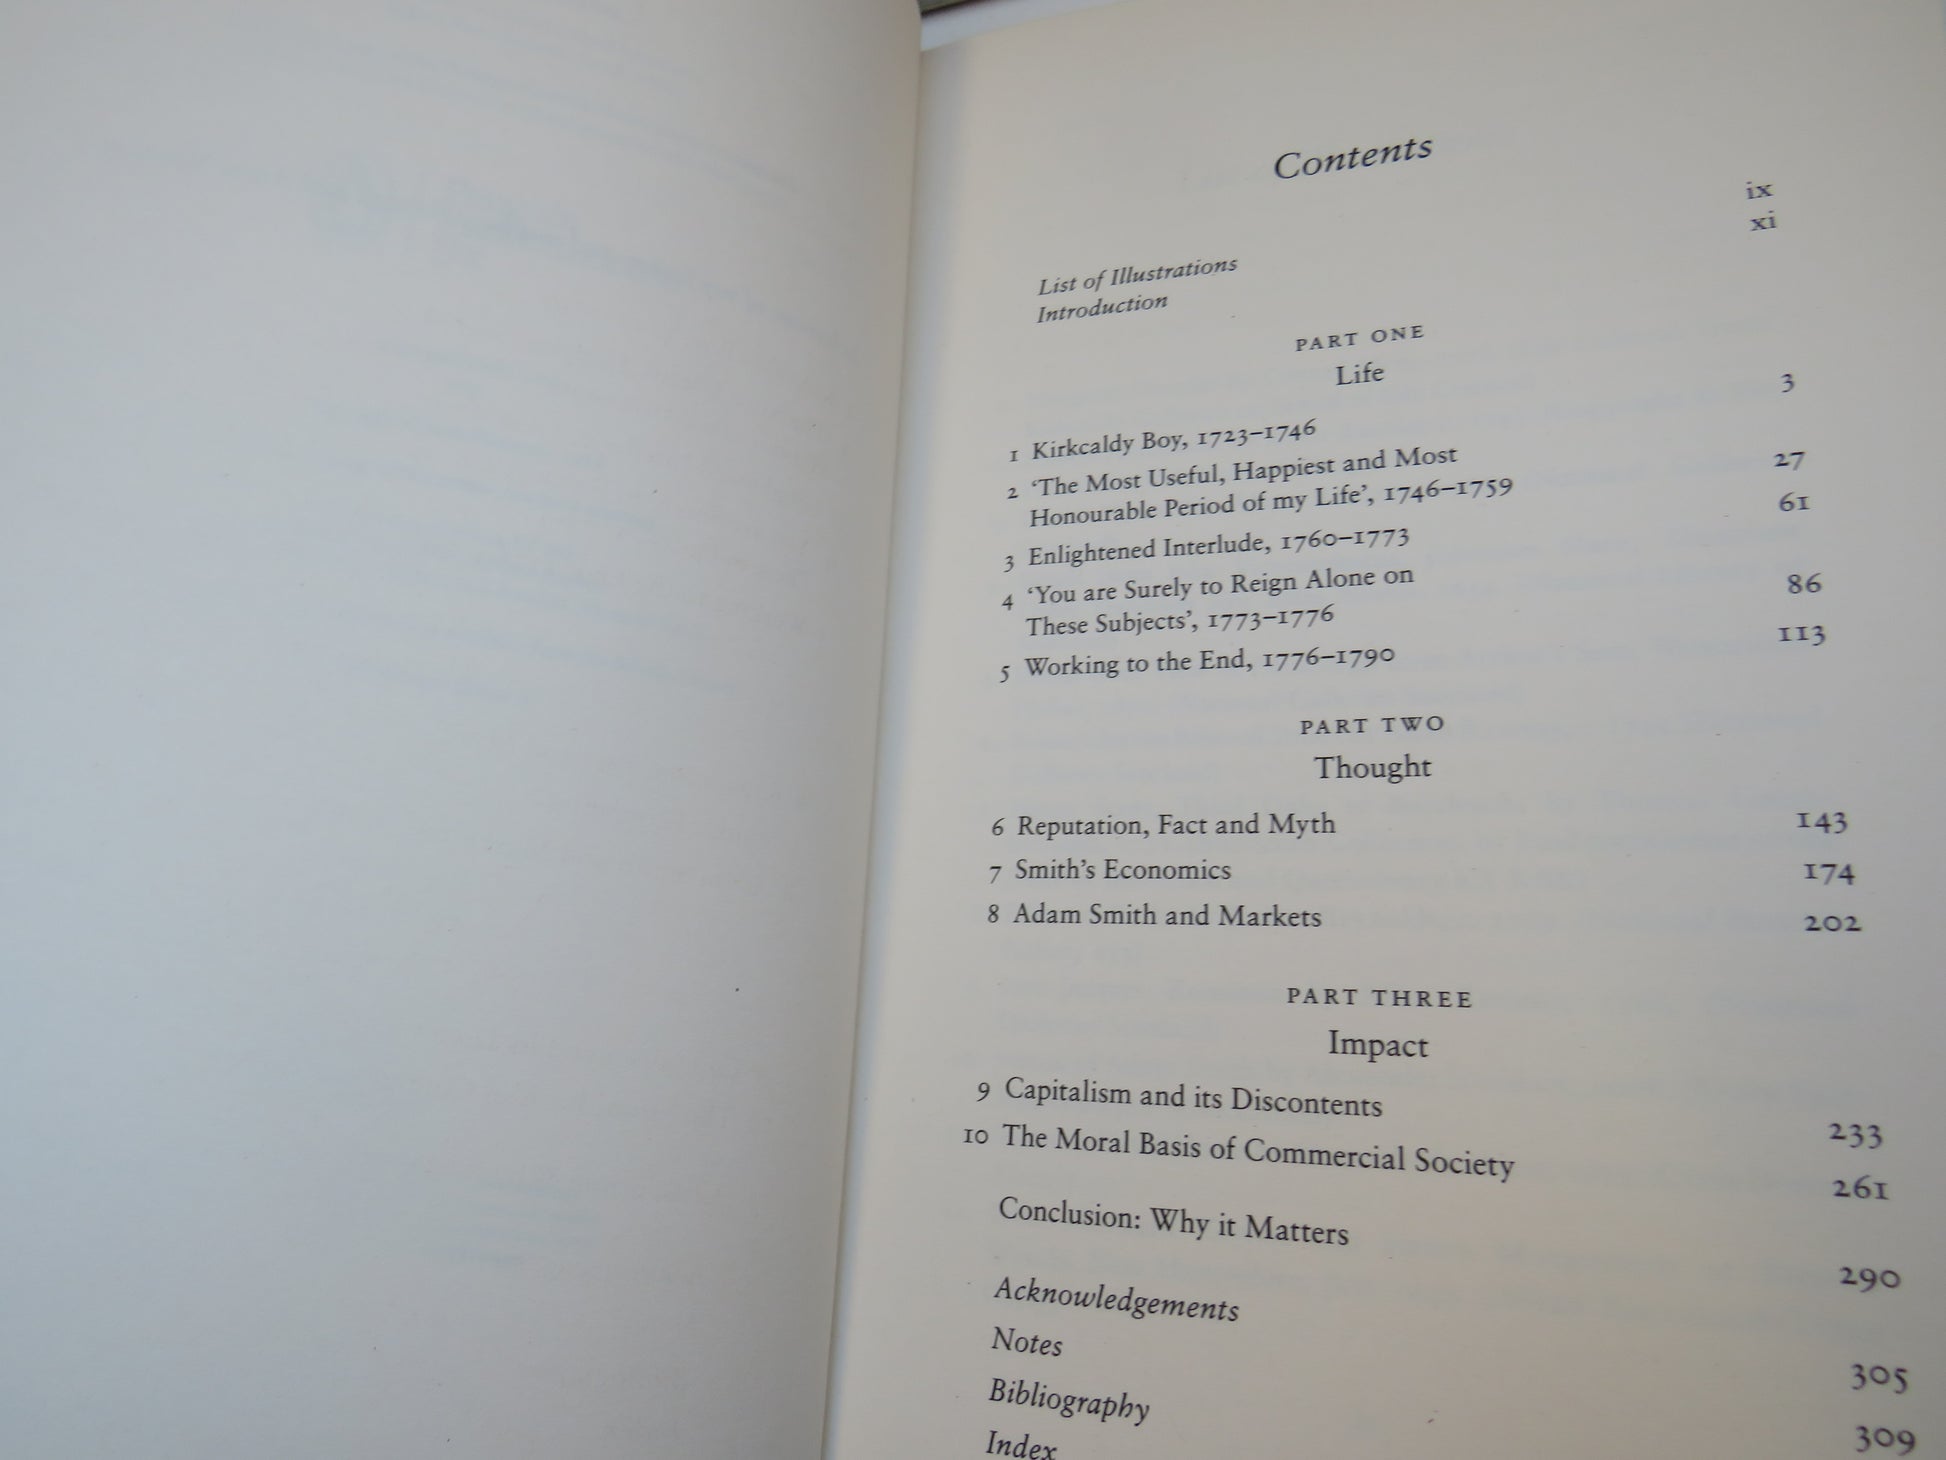 Contents
List of Illustrations ix
Introduction xi
PART ONE
Life
1 Kirkcaldy Boy, 1723–1746 3
2 ‘The Most Useful, Happiest and Most
Honourable Period of my Life’, 1746–1759 27
3 Enlightened Interlude, 1760–1773 61
4 ‘You are Surely to Reign Alone on
These Subjects’, 1773–1776 86
5 Working to the End, 1776–1790 113
PART TWO
Thought
6 Reputation, Fact and Myth 143
7 Smith’s Economics 174
8 Adam Smith and Markets 202
PART THREE
Impact
9 Capitalism and its Discontents 233
10 The Moral Basis of Commercial Society 261
Conclusion: Why it Matters 290
Acknowledgements 305
Notes 309
Bibliography
Index